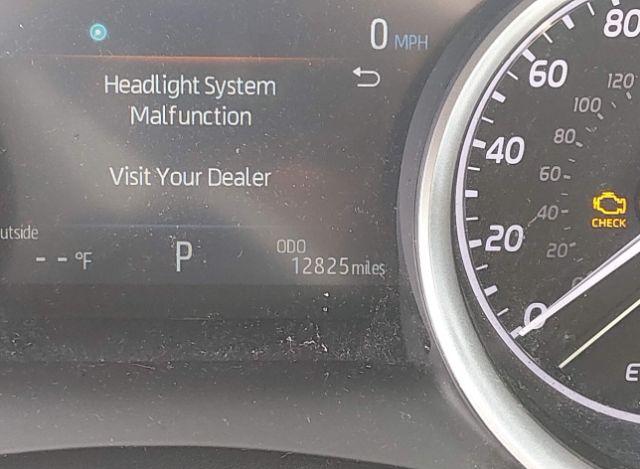 0 MPH
Headlight System
Malfunction
Visit Your Dealer
utside
--°F
P
ODO
12825 miles
80
60
40
20
0
120
100
80
60
40
20
CHECK
E